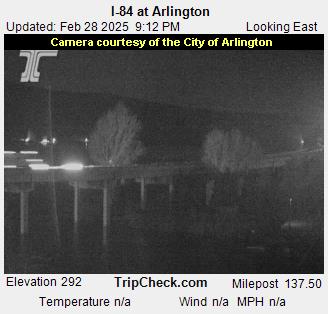 I-84 at Arlington
Updated: Feb 28 2025 9:12 PM Looking East
Camera courtesy of the City of Arlington
Elevation 292 TripCheck.com Milepost 137.50
Temperature n/a Wind n/a MPH n/a